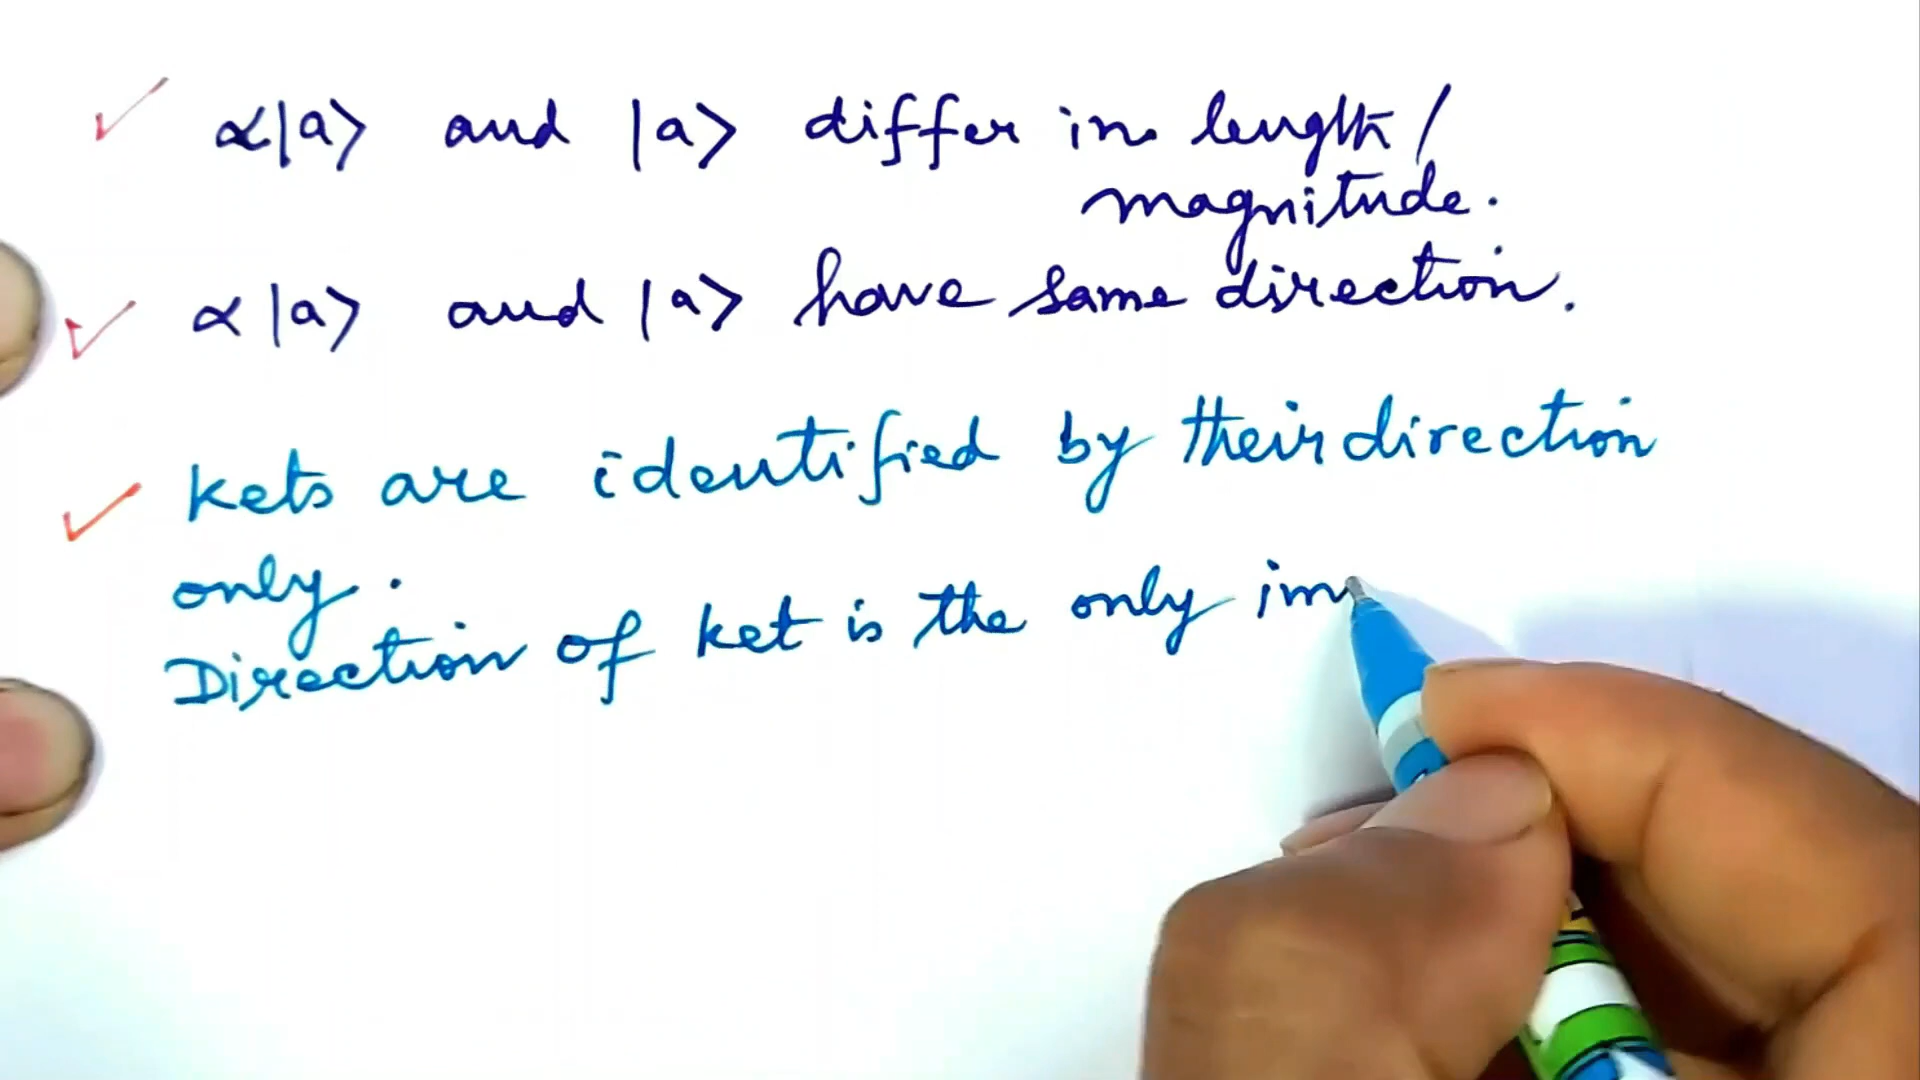 α|a> and |a> differ in length/
magnitude.
α|a> and |a> have same direction.
kets are identified by their direction
only.
Direction of ket is the only im